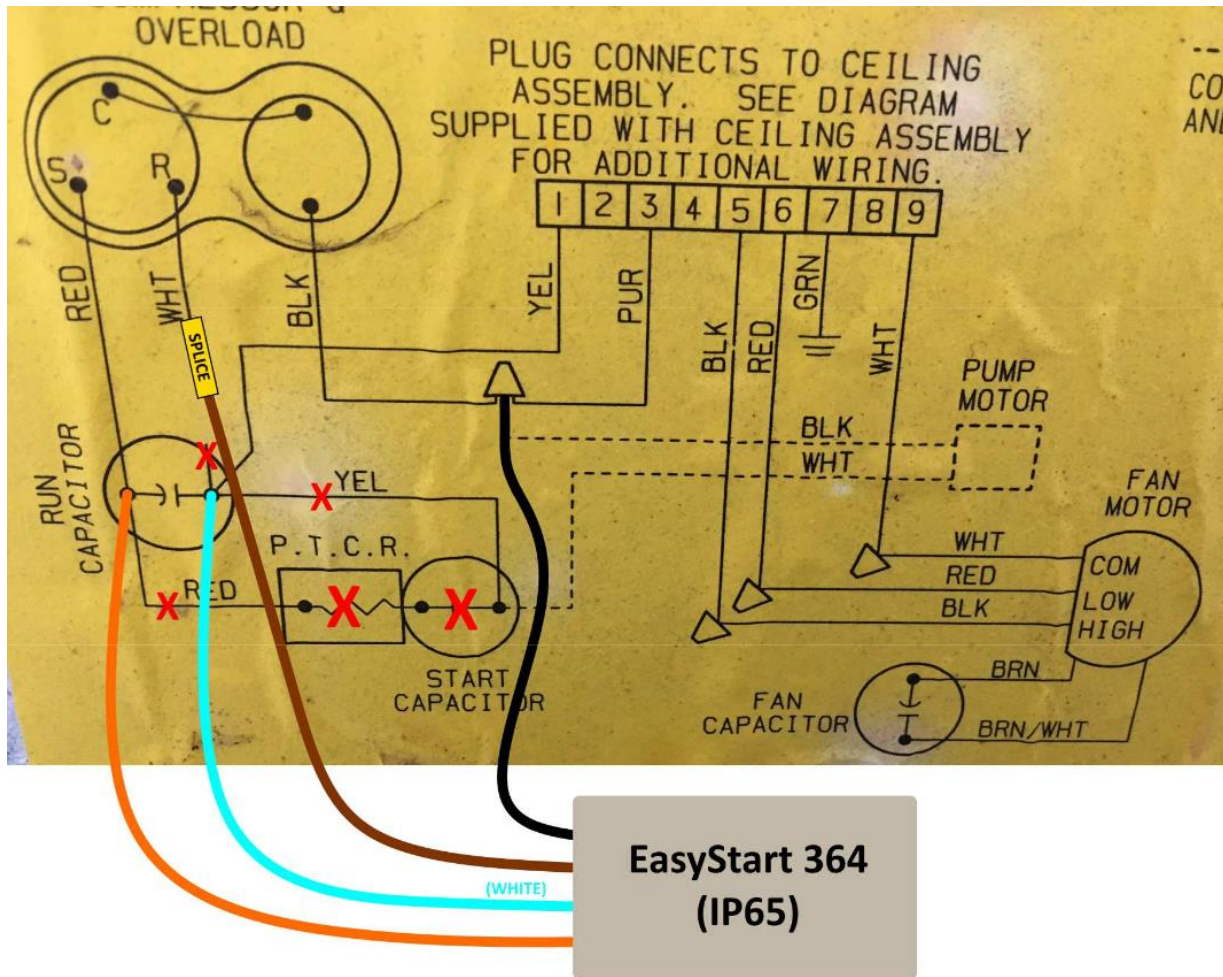 OVERLOAD
C
S
R
PLUG CONNECTS TO CEILING
ASSEMBLY. SEE DIAGRAM
SUPPLIED WITH CEILING ASSEMBLY
FOR ADDITIONAL WIRING.
1 2 3 4 5 6 7 8 9
RED
WHT
BLK
YEL
PUR
BLK
RED
GRN
WHT
SPLICE
PUMP
MOTOR
BLK
WHT
RUN
CAPACITOR
X
X YEL
P.T.C.R.
X RED
X
X
START
CAPACITOR
FAN
MOTOR
WHT
RED
BLK
COM
LOW
HIGH
BRN
BRN/WHT
FAN
CAPACITOR
(WHITE)
EasyStart 364
(IP65)